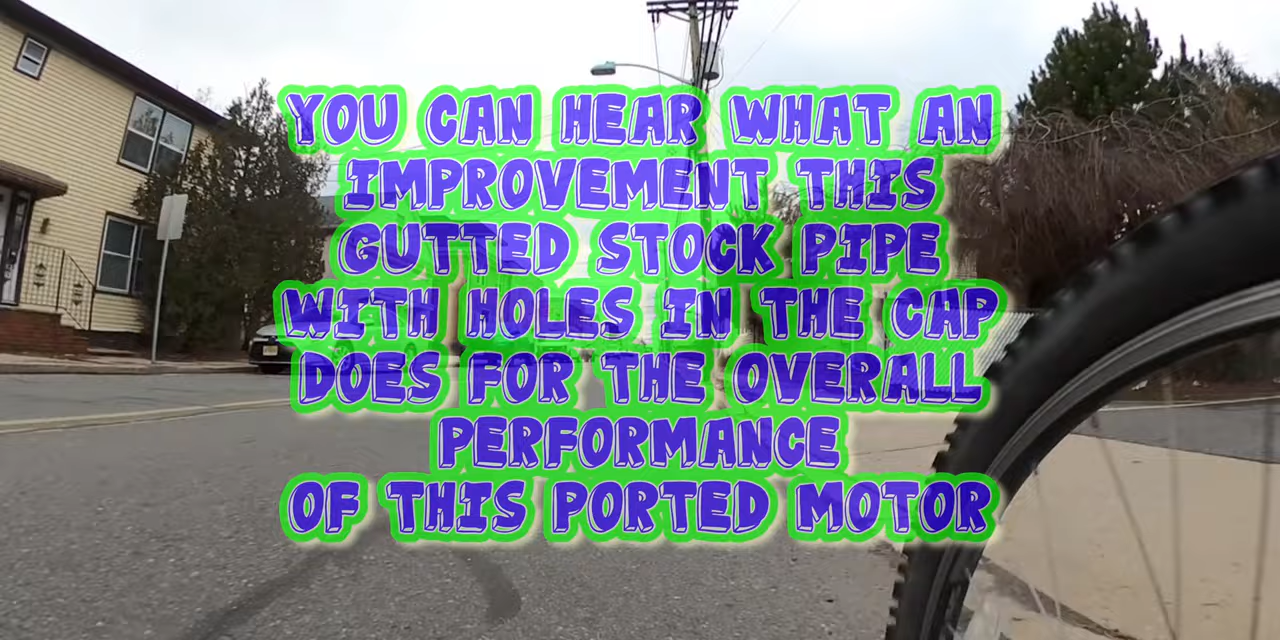 YOU CAN HEAR WHAT AN
IMPROVEMENT THIS
GUTTED STOCK PIPE
WITH HOLES IN THE CAP
DOES FOR THE OVERALL
PERFORMANCE
OF THIS PORTED MOTOR